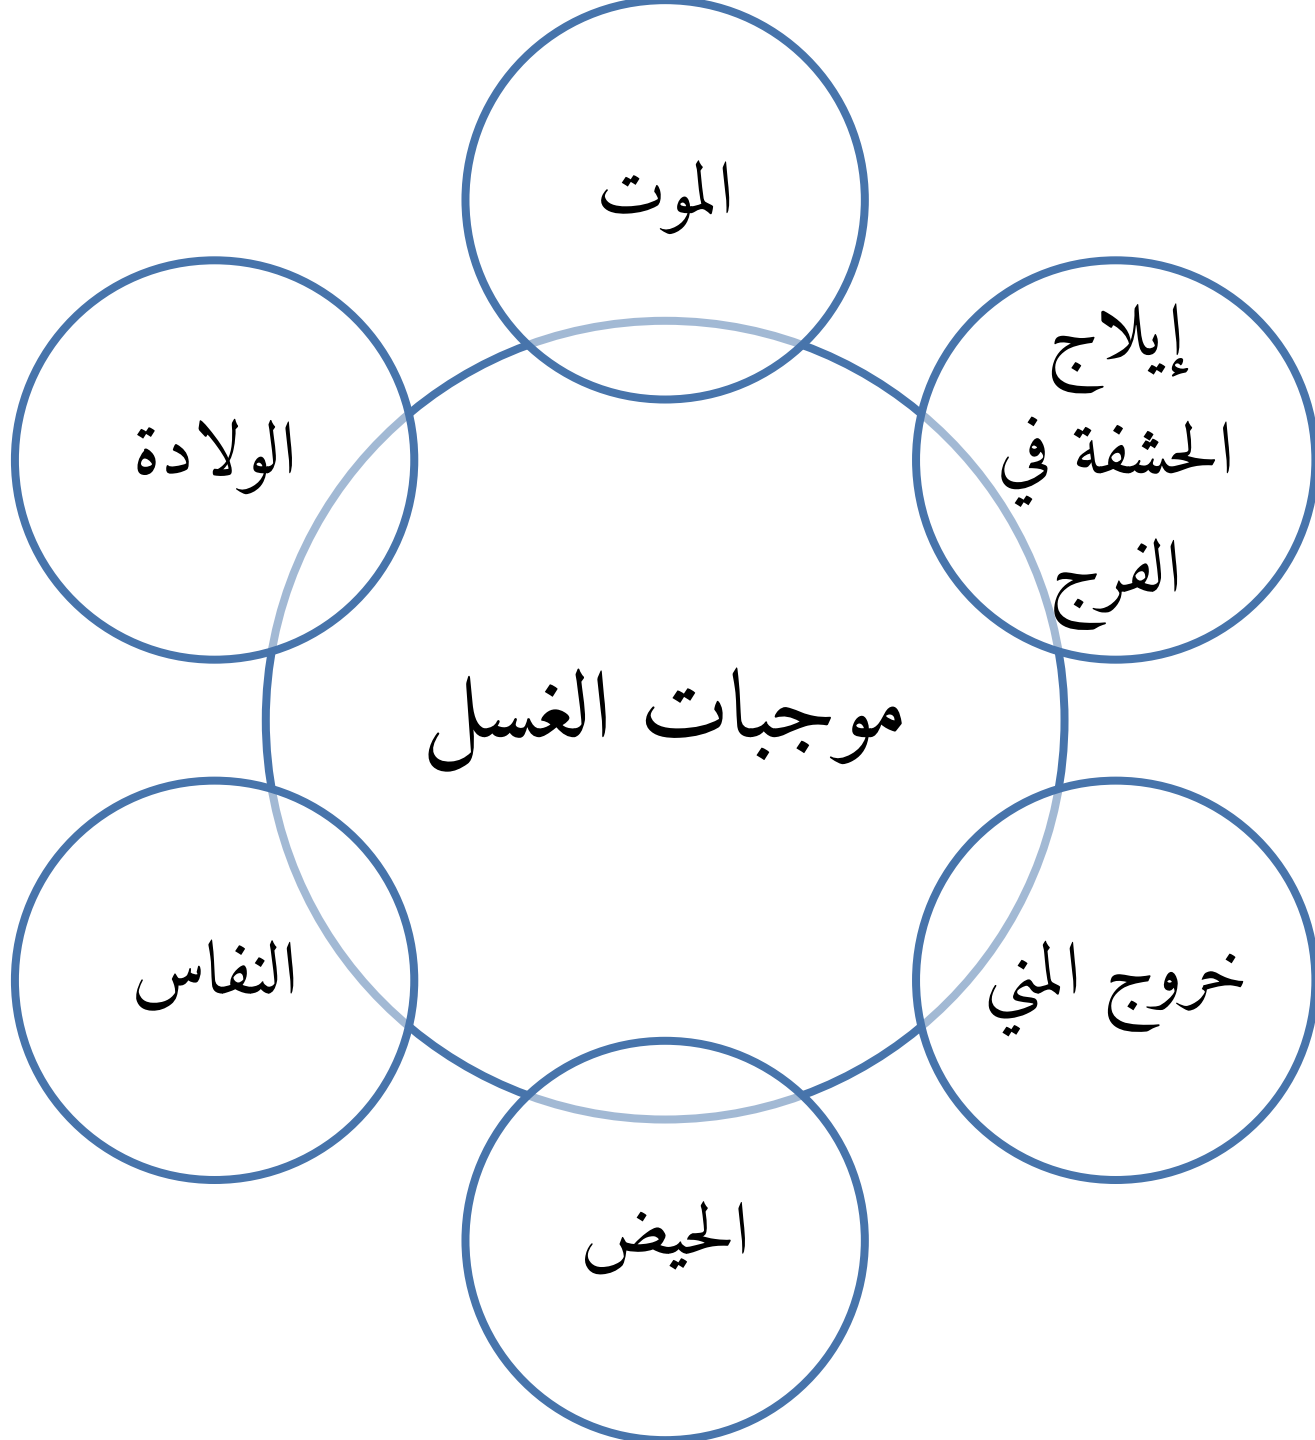 الموت
إيلاج
الحشفة في
الفرج
الولادة
موجبات الغسل
خروج المني
النفاس
الحيض